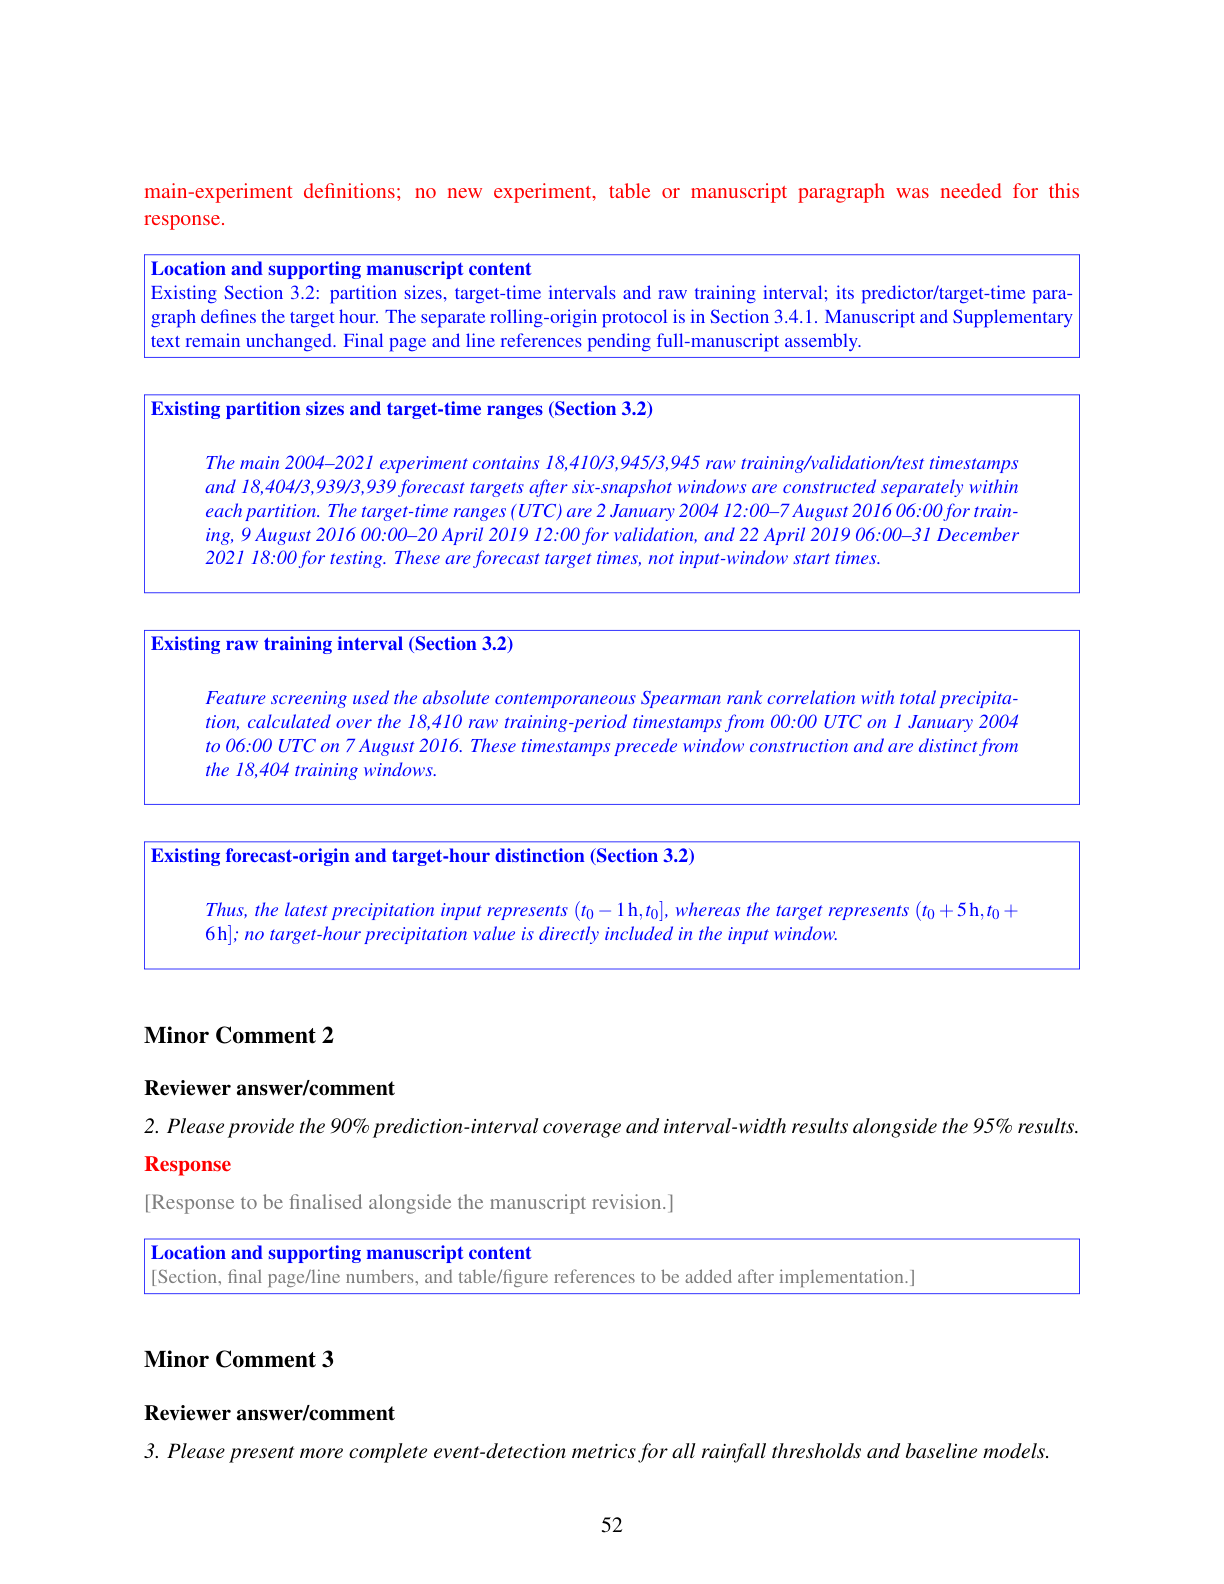 main-experiment definitions; no new experiment, table or manuscript paragraph was needed for this
response.
Location and supporting manuscript content
Existing Section 3.2: partition sizes, target-time intervals and raw training interval; its predictor/target-time para-
graph defines the target hour. The separate rolling-origin protocol is in Section 3.4.1. Manuscript and Supplementary
text remain unchanged. Final page and line references pending full-manuscript assembly.
Existing partition sizes and target-time ranges (Section 3.2)
The main 2004–2021 experiment contains 18,410/3,945/3,945 raw training/validation/test timestamps
and 18,404/3,939/3,939 forecast targets after six-snapshot windows are constructed separately within
each partition. The target-time ranges (UTC) are 2 January 2004 12:00–7 August 2016 06:00 for train-
ing, 9 August 2016 00:00–20 April 2019 12:00 for validation, and 22 April 2019 06:00–31 December
2021 18:00 for testing. These are forecast target times, not input-window start times.
Existing raw training interval (Section 3.2)
Feature screening used the absolute contemporaneous Spearman rank correlation with total precipita-
tion, calculated over the 18,410 raw training-period timestamps from 00:00 UTC on 1 January 2004
to 06:00 UTC on 7 August 2016. These timestamps precede window construction and are distinct from
the 18,404 training windows.
Existing forecast-origin and target-hour distinction (Section 3.2)
Thus, the latest precipitation input represents (t₀ − 1 h, t₀], whereas the target represents (t₀ + 5 h, t₀ +
6 h]; no target-hour precipitation value is directly included in the input window.
Minor Comment 2
Reviewer answer/comment
2. Please provide the 90% prediction-interval coverage and interval-width results alongside the 95% results.
Response
[Response to be finalised alongside the manuscript revision.]
Location and supporting manuscript content
[Section, final page/line numbers, and table/figure references to be added after implementation.]
Minor Comment 3
Reviewer answer/comment
3. Please present more complete event-detection metrics for all rainfall thresholds and baseline models.
52